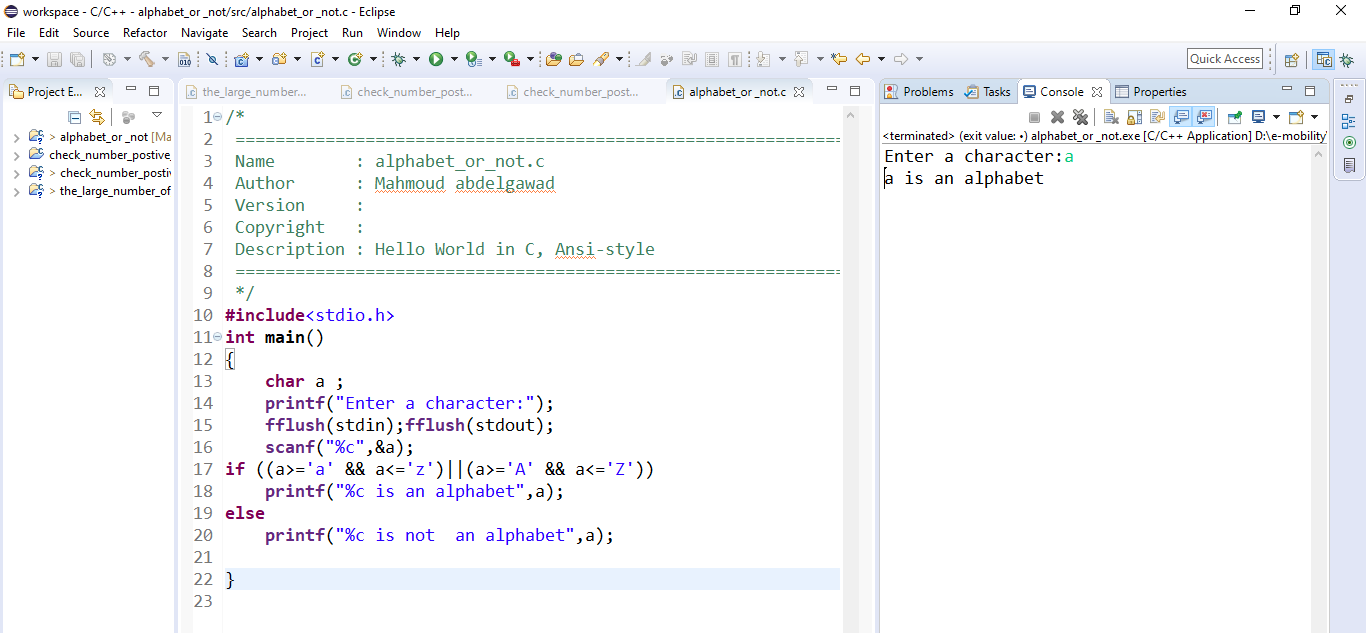 workspace - C/C++ - alphabet_or _not/src/alphabet_or _not.c - Eclipse
File Edit Source Refactor Navigate Search Project Run Window Help
Quick Access
Project E...
the_large_number...
check_number_post...
check_number_post...
alphabet_or _not.c
Problems
Tasks
Console
Properties
> alphabet_or _not [Ma
check_number_postive
> check_number_postiv
> the_large_number_of
1 /*
2 ============================================================
3 Name : alphabet_or_not.c
4 Author : Mahmoud abdelgawad
5 Version :
6 Copyright :
7 Description : Hello World in C, Ansi-style
8 ============================================================
9 */
10 #include<stdio.h>
11 int main()
12 {
13 char a ;
14 printf("Enter a character:");
15 fflush(stdin);fflush(stdout);
16 scanf("%c",&a);
17 if ((a>='a' && a<='z')||(a>='A' && a<='Z'))
18 printf("%c is an alphabet",a);
19 else
20 printf("%c is not  an alphabet",a);
21
22 }
23
<terminated> (exit value: •) alphabet_or _not.exe [C/C++ Application] D:\e-mobility
Enter a character:a
a is an alphabet